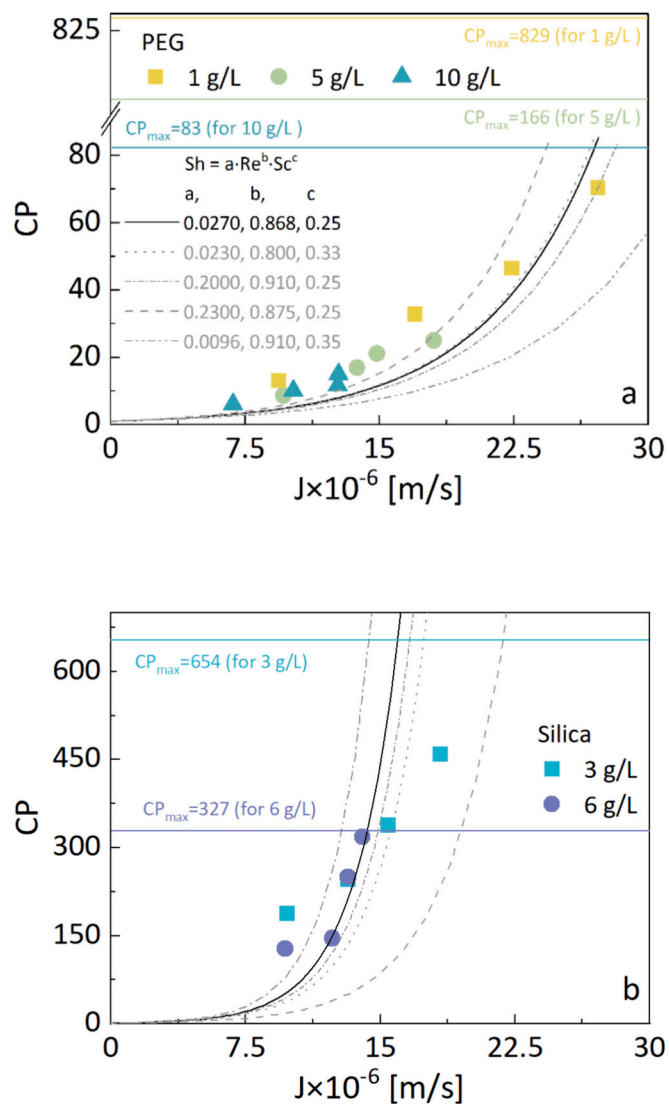 825
CPmax=829 (for 1 g/L)
PEG
1 g/L 5 g/L 10 g/L
CPmax=83 (for 10 g/L)
CPmax=166 (for 5 g/L)
80
Sh = a·Re^b·Sc^c
a, b, c
60
0.0270, 0.868, 0.25
0.0230, 0.800, 0.33
40
0.2000, 0.910, 0.25
0.2300, 0.875, 0.25
20
0.0096, 0.910, 0.35
CP
a
0
0 7.5 15 22.5 30
J×10^-6 [m/s]
600
CPmax=654 (for 3 g/L)
Silica
450
3 g/L
CPmax=327 (for 6 g/L)
6 g/L
CP
300
150
b
0
0 7.5 15 22.5 30
J×10^-6 [m/s]